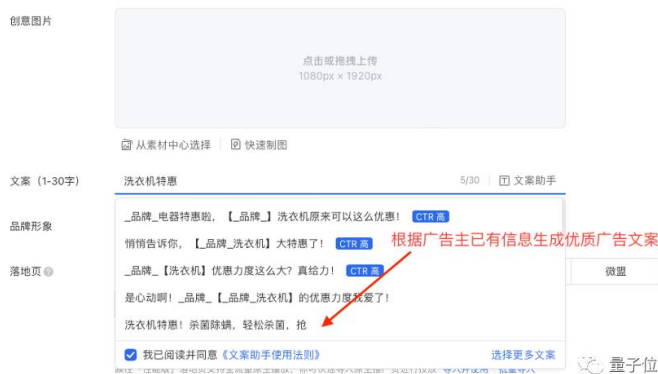 创意图片
点击或拖拽上传
1080px × 1920px
从素材中心选择 快速制图
文案（1-30字） 洗衣机特惠 5/30 文案助手
_品牌_电器特惠啦，【_品牌_】洗衣机原来可以这么优惠！ CTR 高
品牌形象
悄悄告诉你，【_品牌_洗衣机】大特惠了！ CTR 高
根据广告主已有信息生成优质广告文案
落地页 ?
_品牌_【洗衣机】优惠力度这么大？真给力！ CTR 高
微盟
是心动啊！_品牌_【_品牌_洗衣机】的优惠力度我爱了！
洗衣机特惠！杀菌除螨，轻松杀菌，抢
我已阅读并同意《文案助手使用法则》 选择更多文案
量子位